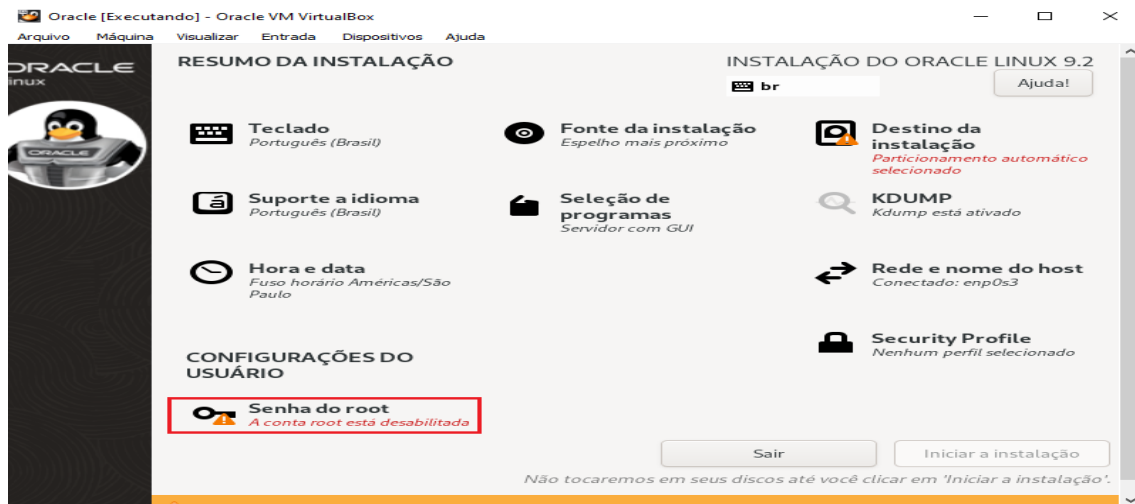 Oracle [Executando] - Oracle VM VirtualBox
Arquivo Máquina Visualizar Entrada Dispositivos Ajuda
ORACLE
Linux
ORACLE
RESUMO DA INSTALAÇÃO
INSTALAÇÃO DO ORACLE LINUX 9.2
br
Ajuda!
Teclado
Português (Brasil)
Fonte da instalação
Espelho mais próximo
Destino da
instalação
Particionamento automático
selecionado
Suporte a idioma
Português (Brasil)
Seleção de
programas
Servidor com GUI
KDUMP
Kdump está ativado
Hora e data
Fuso horário Américas/São
Paulo
Rede e nome do host
Conectado: enp0s3
Security Profile
Nenhum perfil selecionado
CONFIGURAÇÕES DO
USUÁRIO
Senha do root
A conta root está desabilitada
Sair
Iniciar a instalação
Não tocaremos em seus discos até você clicar em 'Iniciar a instalação'.